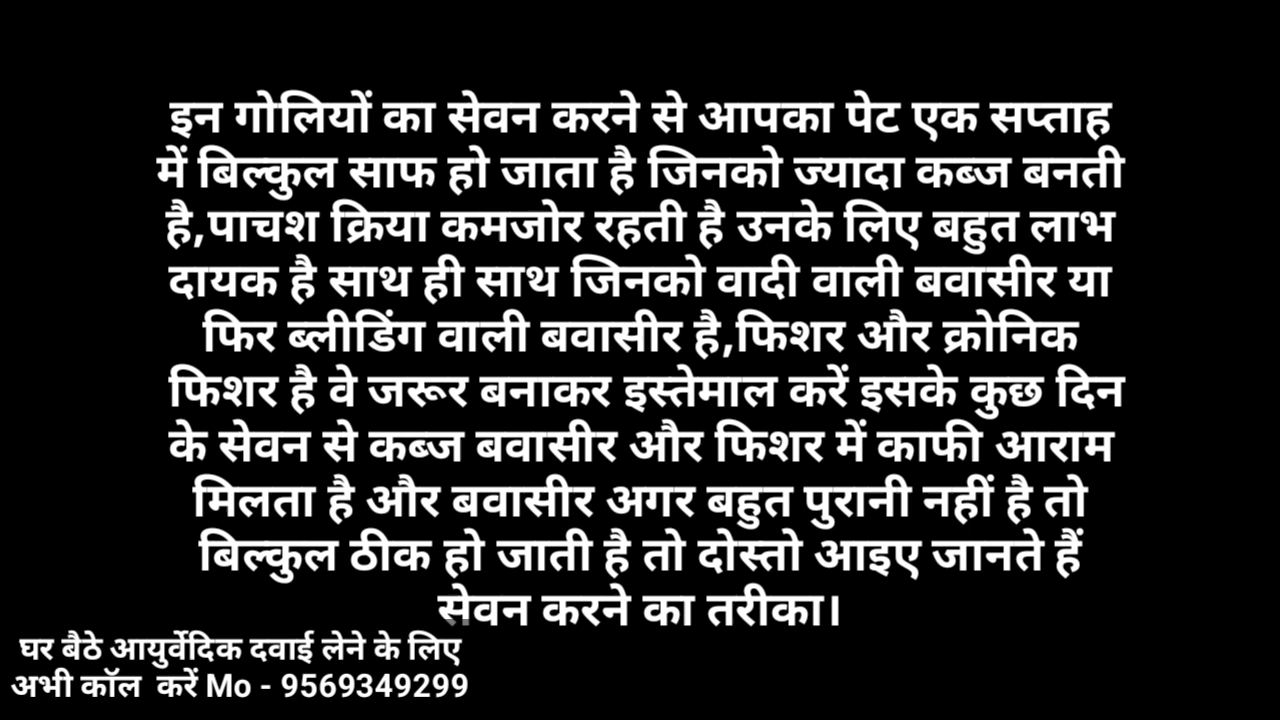 इन गोलियों का सेवन करने से आपका पेट एक सप्ताह
में बिल्कुल साफ हो जाता है जिनको ज्यादा कब्ज बनती
है,पाचश क्रिया कमजोर रहती है उनके लिए बहुत लाभ
दायक है साथ ही साथ जिनको वादी वाली बवासीर या
फिर ब्लीडिंग वाली बवासीर है,फिशर और क्रोनिक
फिशर है वे जरूर बनाकर इस्तेमाल करें इसके कुछ दिन
के सेवन से कब्ज बवासीर और फिशर में काफी आराम
मिलता है और बवासीर अगर बहुत पुरानी नहीं है तो
बिल्कुल ठीक हो जाती है तो दोस्तो आइए जानते हैं
सेवन करने का तरीका।
घर बैठे आयुर्वेदिक दवाई लेने के लिए
अभी कॉल करें Mo - 9569349299